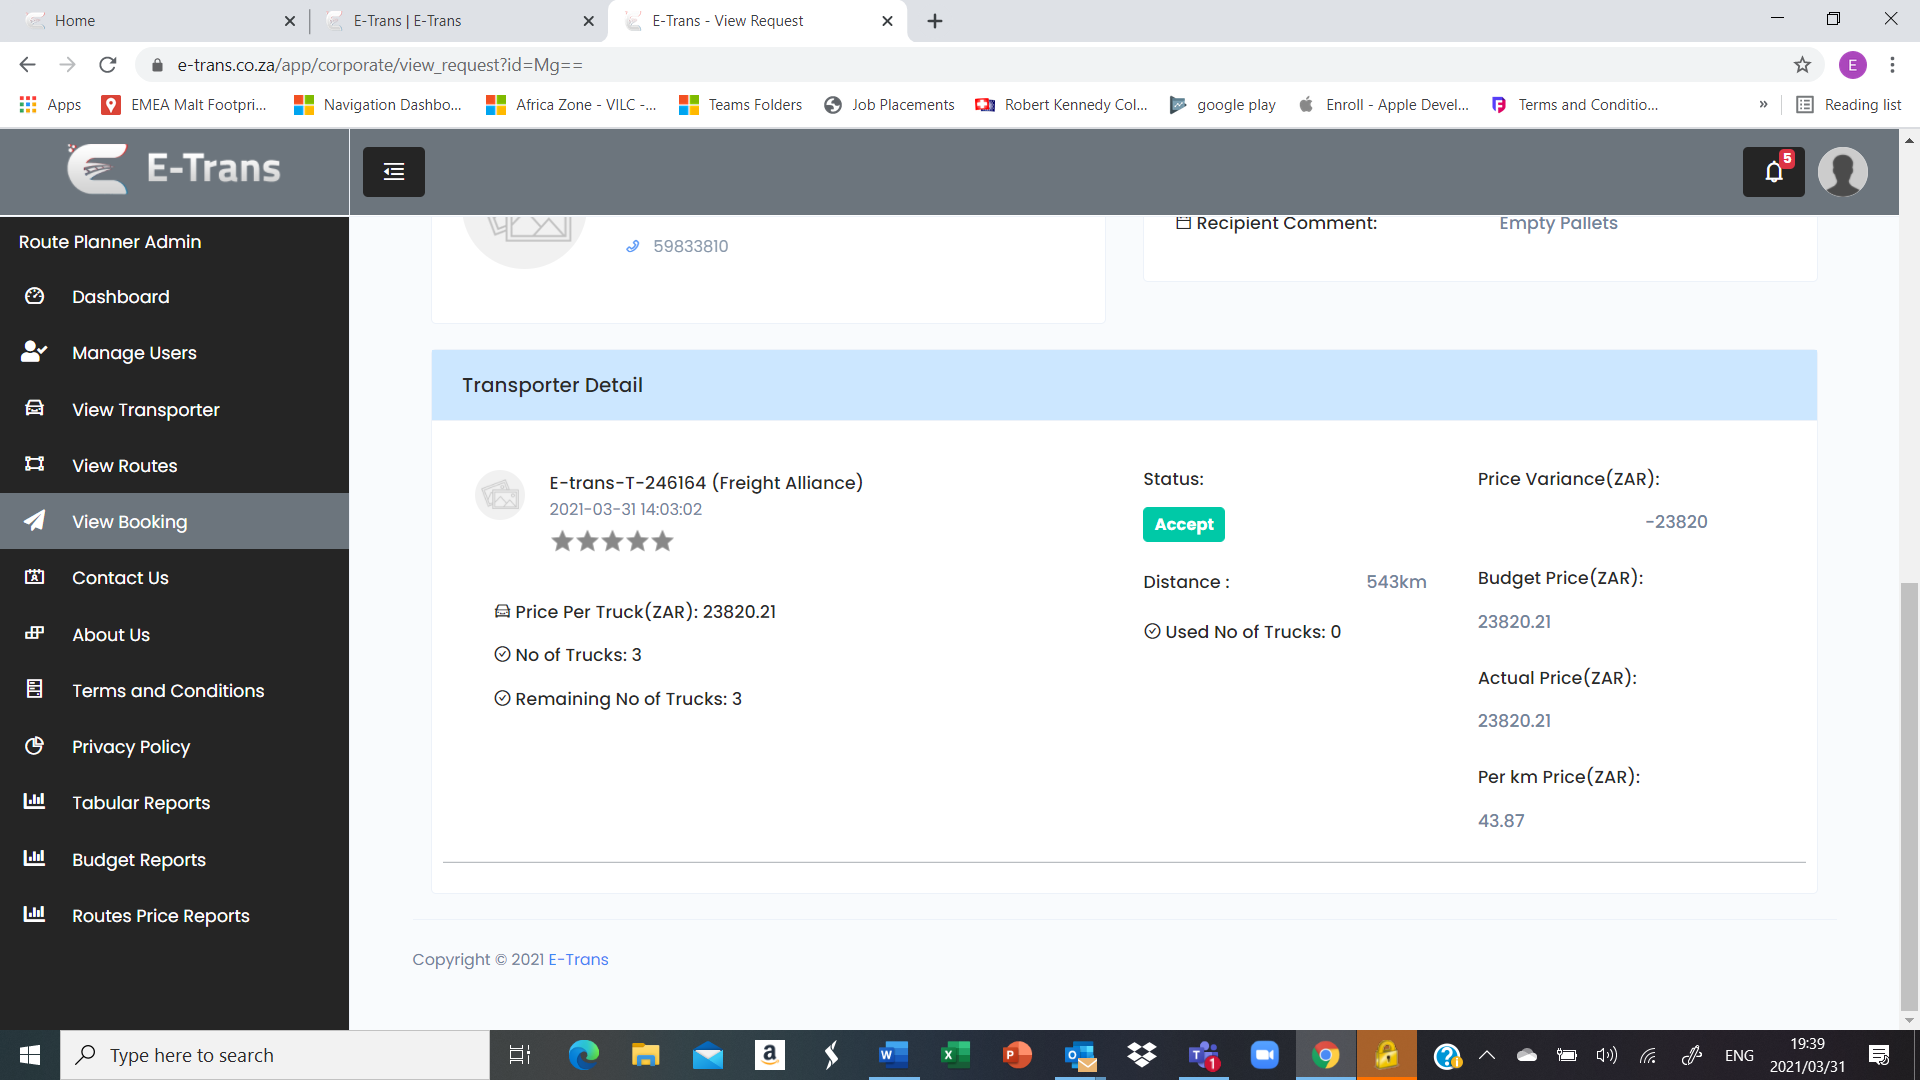 Home
E-Trans | E-Trans
E-Trans - View Request
e-trans.co.za/app/corporate/view_request?id=Mg==
E
Apps
EMEA Malt Footpri...
Navigation Dashbo...
Africa Zone - VILC -...
Teams Folders
Job Placements
Robert Kennedy Col...
google play
Enroll - Apple Devel...
Terms and Conditio...
»
Reading list
E-Trans
5
Route Planner Admin
Dashboard
Manage Users
View Transporter
View Routes
View Booking
Contact Us
About Us
Terms and Conditions
Privacy Policy
Tabular Reports
Budget Reports
Routes Price Reports
59833810
Recipient Comment: Empty Pallets
Transporter Detail
E-trans-T-246164 (Freight Alliance)
2021-03-31 14:03:02
Price Per Truck(ZAR): 23820.21
No of Trucks: 3
Remaining No of Trucks: 3
Status:
Accept
Distance : 543km
Used No of Trucks: 0
Price Variance(ZAR):
-23820
Budget Price(ZAR):
23820.21
Actual Price(ZAR):
23820.21
Per km Price(ZAR):
43.87
Copyright © 2021 E-Trans
Type here to search
ENG
19:39
2021/03/31